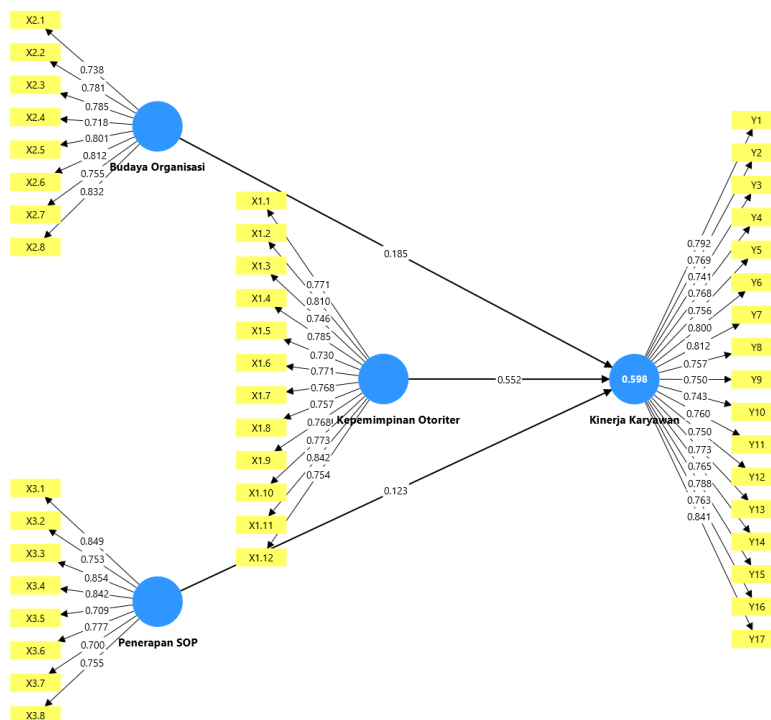 X2.1
X2.2
X2.3
X2.4
X2.5
X2.6
X2.7
X2.8
0.738
0.781
0.785
0.718
0.801
0.812
0.755
0.832
Budaya Organisasi
0.185
X1.1
X1.2
X1.3
X1.4
X1.5
X1.6
X1.7
X1.8
X1.9
X1.10
X1.11
X1.12
0.771
0.810
0.746
0.785
0.730
0.771
0.768
0.757
0.768
0.773
0.842
0.754
Kepemimpinan Otoriter
0.552
X3.1
X3.2
X3.3
X3.4
X3.5
X3.6
X3.7
X3.8
0.849
0.753
0.854
0.842
0.709
0.777
0.700
0.755
Penerapan SOP
0.123
0.598
Kinerja Karyawan
0.792
0.769
0.741
0.768
0.756
0.800
0.812
0.757
0.750
0.743
0.760
0.750
0.773
0.765
0.788
0.763
0.841
Y1
Y2
Y3
Y4
Y5
Y6
Y7
Y8
Y9
Y10
Y11
Y12
Y13
Y14
Y15
Y16
Y17